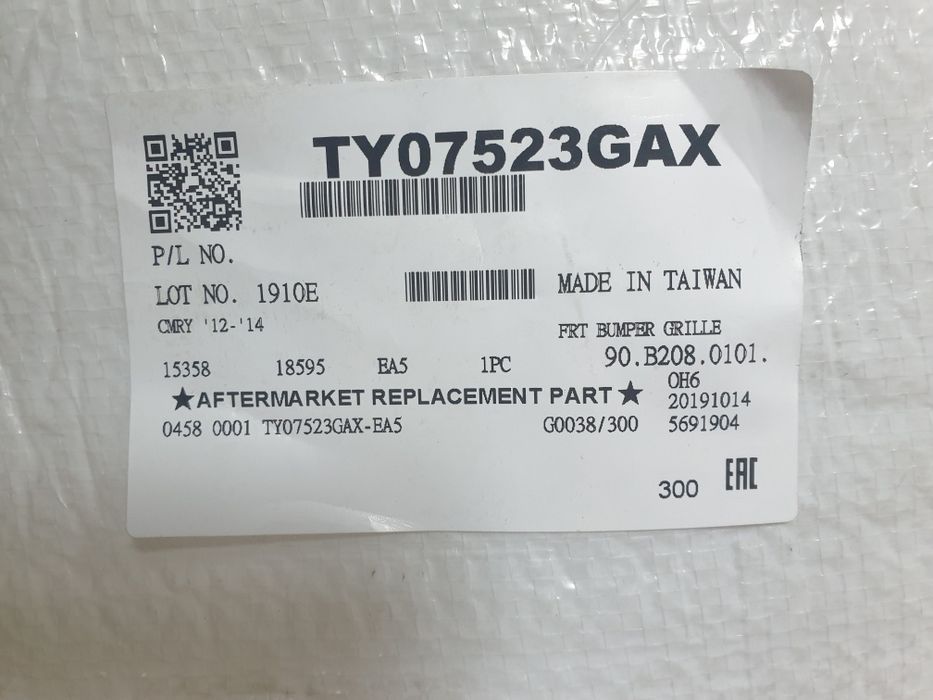 TY07523GAX
P/L NO.
LOT NO. 1910E
MADE IN TAIWAN
CMRY '12-'14
FRT BUMPER GRILLE
15358 18595 EA5 1PC 90.B208.0101.
OH6
★AFTERMARKET REPLACEMENT PART★ 20191014
0458 0001 TY07523GAX-EA5 G0038/300 5691904
300 EAC